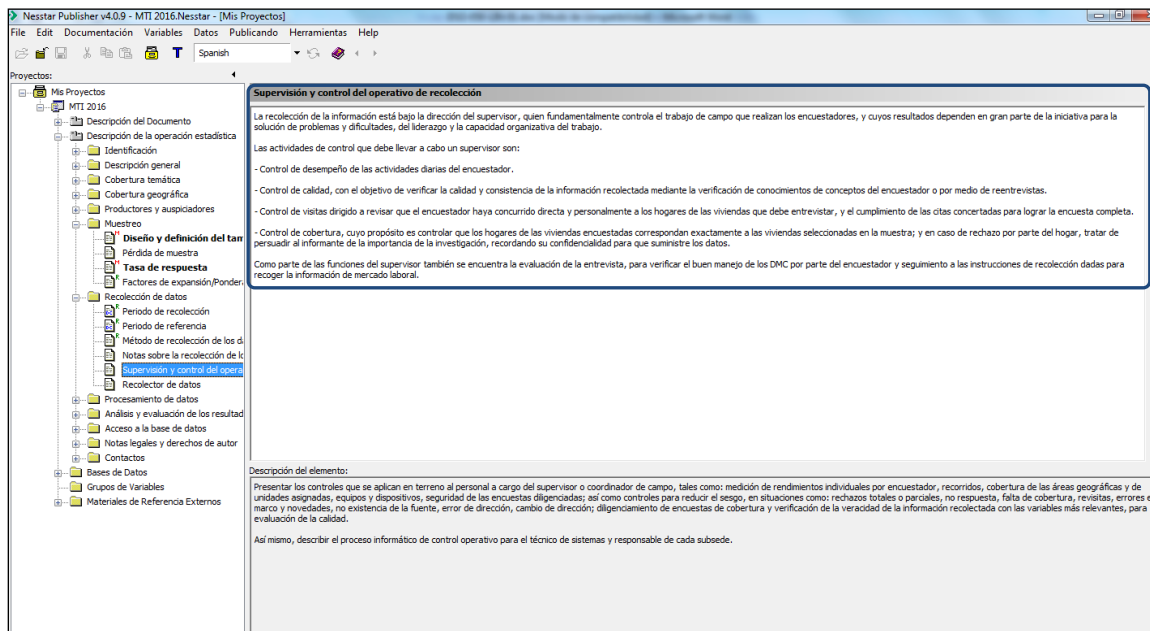 Nesstar Publisher v4.0.9 - MTI 2016.Nesstar - [Mis Proyectos]
File Edit Documentación Variables Datos Publicando Herramientas Help
T Spanish
Proyectos:
Mis Proyectos
MTI 2016
Descripción del Documento
Descripción de la operación estadística
Identificación
Descripción general
Cobertura temática
Cobertura geográfica
Productores y auspiciadores
Muestreo
Diseño y definición del tam
Pérdida de muestra
Tasa de respuesta
Factores de expansión/Ponder
Recolección de datos
Periodo de recolección
Periodo de referencia
Método de recolección de los d
Notas sobre la recolección de lo
Supervisión y control del opera
Recolector de datos
Procesamiento de datos
Análisis y evaluación de los resultad
Acceso a la base de datos
Notas legales y derechos de autor
Contactos
Bases de Datos
Grupos de Variables
Materiales de Referencia Externos
Supervisión y control del operativo de recolección
La recolección de la información está bajo la dirección del supervisor, quien fundamentalmente controla el trabajo de campo que realizan los encuestadores, y cuyos resultados dependen en gran parte de la iniciativa para la
solución de problemas y dificultades, del liderazgo y la capacidad organizativa del trabajo.
Las actividades de control que debe llevar a cabo un supervisor son:
- Control de desempeño de las actividades diarias del encuestador.
- Control de calidad, con el objetivo de verificar la calidad y consistencia de la información recolectada mediante la verificación de conocimientos de conceptos del encuestador o por medio de reentrevistas.
- Control de visitas dirigido a revisar que el encuestador haya concurrido directa y personalmente a los hogares de las viviendas que debe entrevistar, y el cumplimiento de las citas concertadas para lograr la encuesta completa.
- Control de cobertura, cuyo propósito es controlar que los hogares de las viviendas encuestadas correspondan exactamente a las viviendas seleccionadas en la muestra; y en caso de rechazo por parte del hogar, tratar de
persuadir al informante de la importancia de la investigación, recordando su confidencialidad para que suministre los datos.
Como parte de las funciones del supervisor también se encuentra la evaluación de la entrevista, para verificar el buen manejo de los DMC por parte del encuestador y seguimiento a las instrucciones de recolección dadas para
recoger la información de mercado laboral.
Descripción del elemento:
Presentar los controles que se aplican en terreno al personal a cargo del supervisor o coordinador de campo, tales como: medición de rendimientos individuales por encuestador, recorridos, cobertura de las áreas geográficas y de
unidades asignadas, equipos y dispositivos, seguridad de las encuestas diligenciadas; así como controles para reducir el sesgo, en situaciones como: rechazos totales o parciales, no respuesta, falta de cobertura, revisitas, errores e
marco y novedades, no existencia de la fuente, error de dirección, cambio de dirección; diligenciamiento de encuestas de cobertura y verificación de la veracidad de la información recolectada con las variables más relevantes, para
evaluación de la calidad.
Así mismo, describir el proceso informático de control operativo para el técnico de sistemas y responsable de cada subsede.